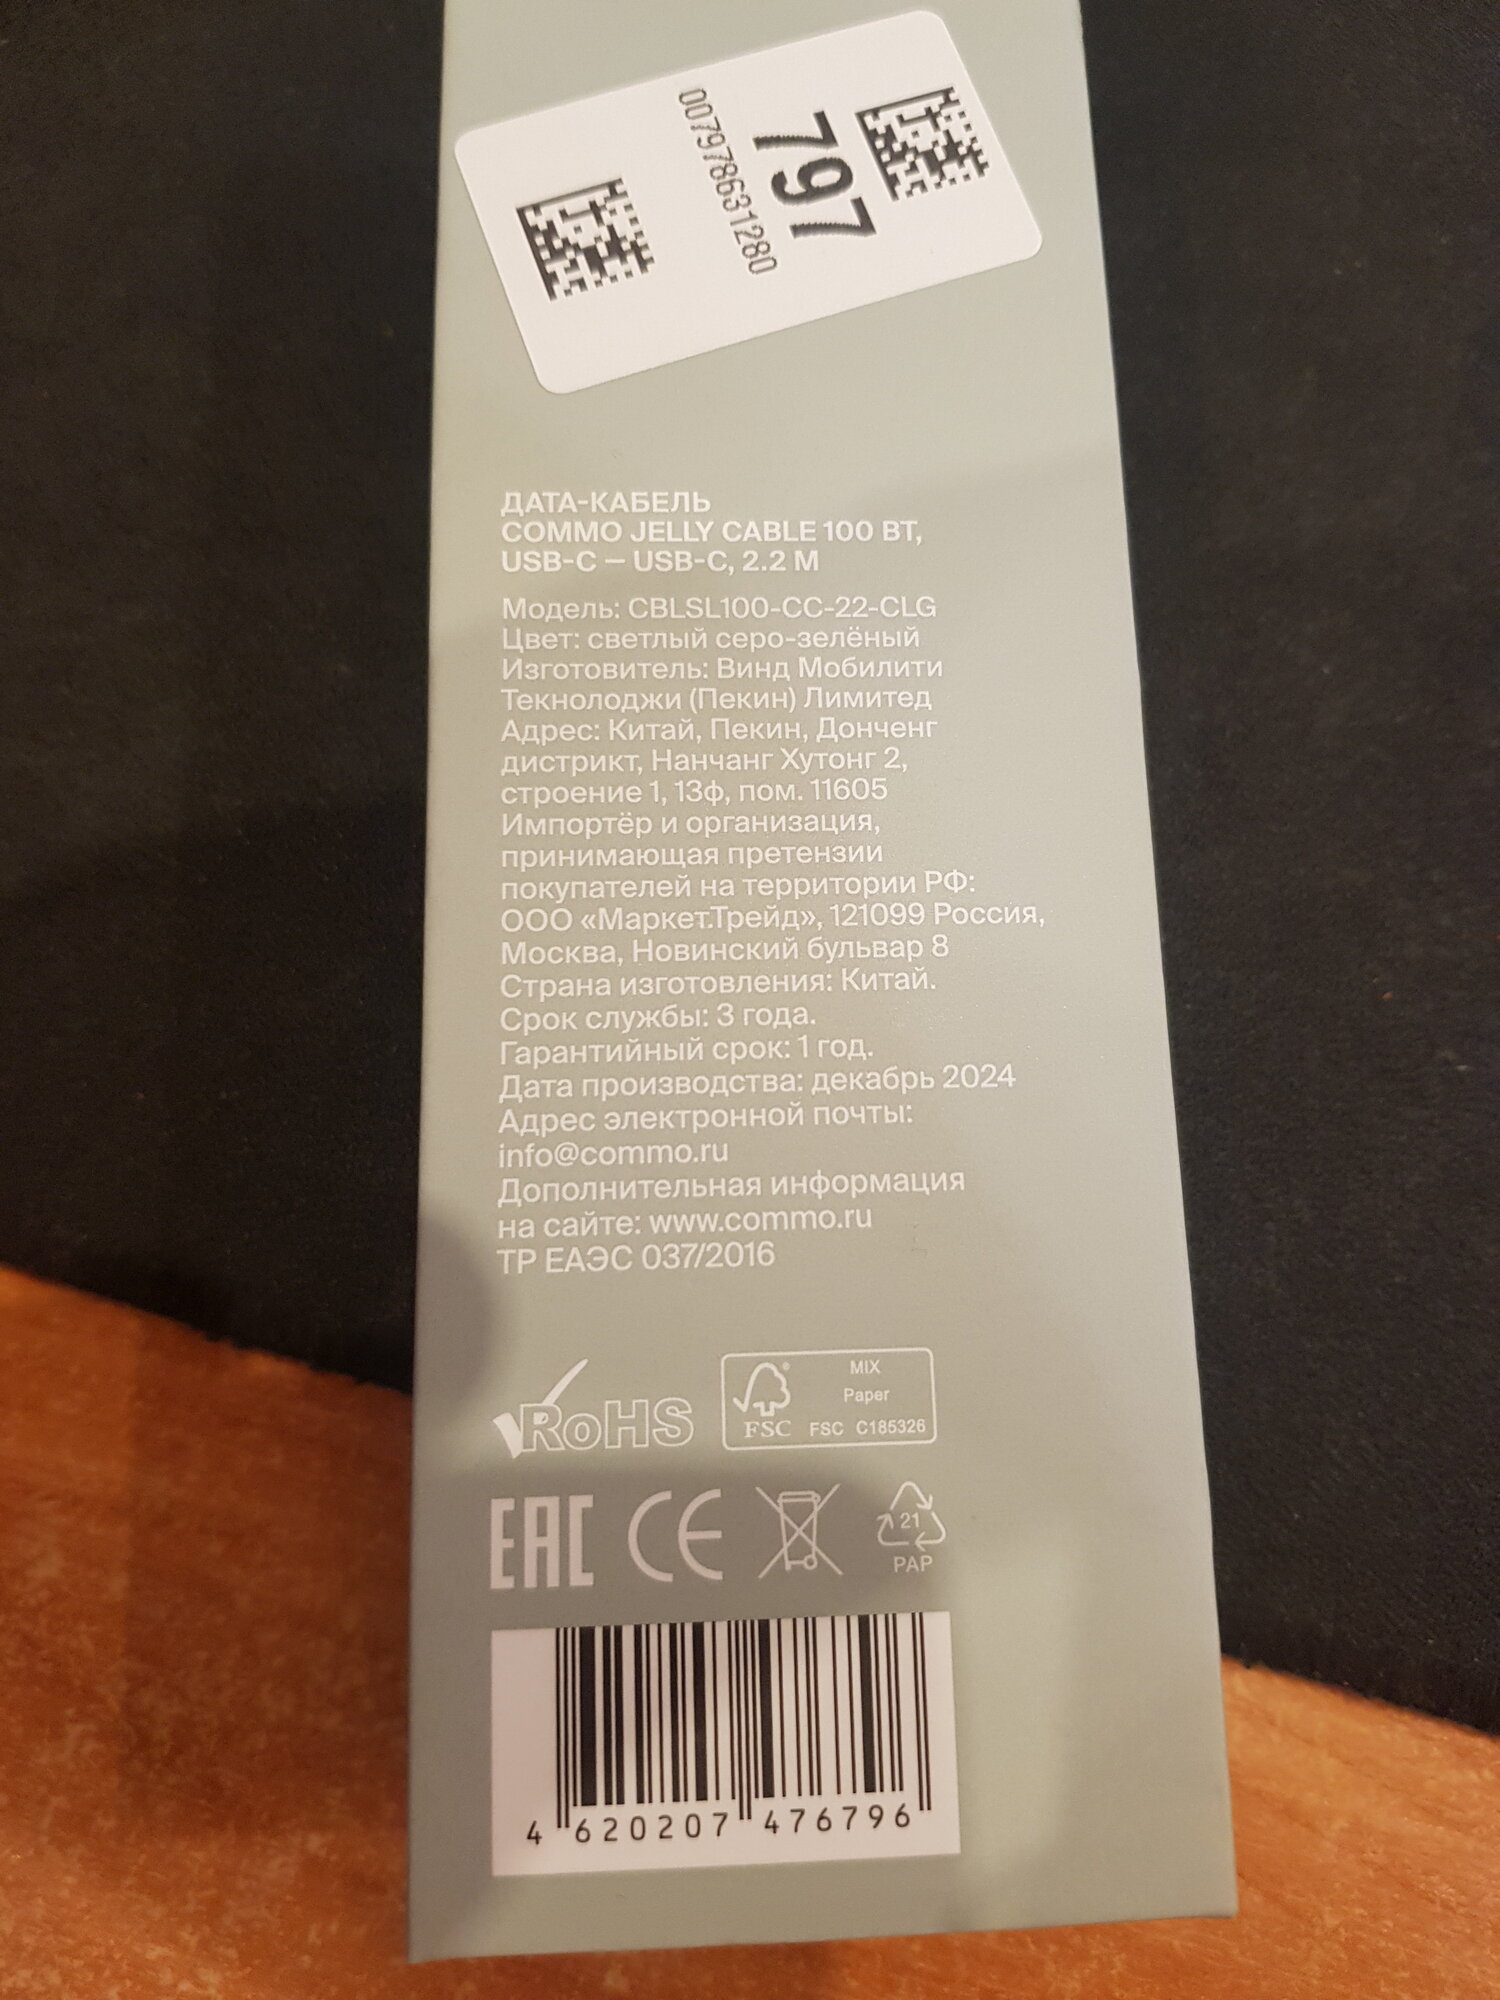 797
007978631280
ДАТА-КАБЕЛЬ
COMMO JELLY CABLE 100 ВТ,
USB-C — USB-C, 2.2 М
Модель: CBLSL100-CC-22-CLG
Цвет: светлый серо-зелёный
Изготовитель: Винд Мобилити
Текнолоджи (Пекин) Лимитед
Адрес: Китай, Пекин, Донченг
дистрикт, Нанчанг Хутонг 2,
строение 1, 13ф, пом. 11605
Импортёр и организация,
принимающая претензии
покупателей на территории РФ:
ООО «Маркет.Трейд», 121099 Россия,
Москва, Новинский бульвар 8
Страна изготовления: Китай.
Срок службы: 3 года.
Гарантийный срок: 1 год.
Дата производства: декабрь 2024
Адрес электронной почты:
info@commo.ru
Дополнительная информация
на сайте: www.commo.ru
ТР ЕАЭС 037/2016
RoHS
MIX
Paper
FSC FSC C185326
EAC CE 21
PAP
4 620207 476796